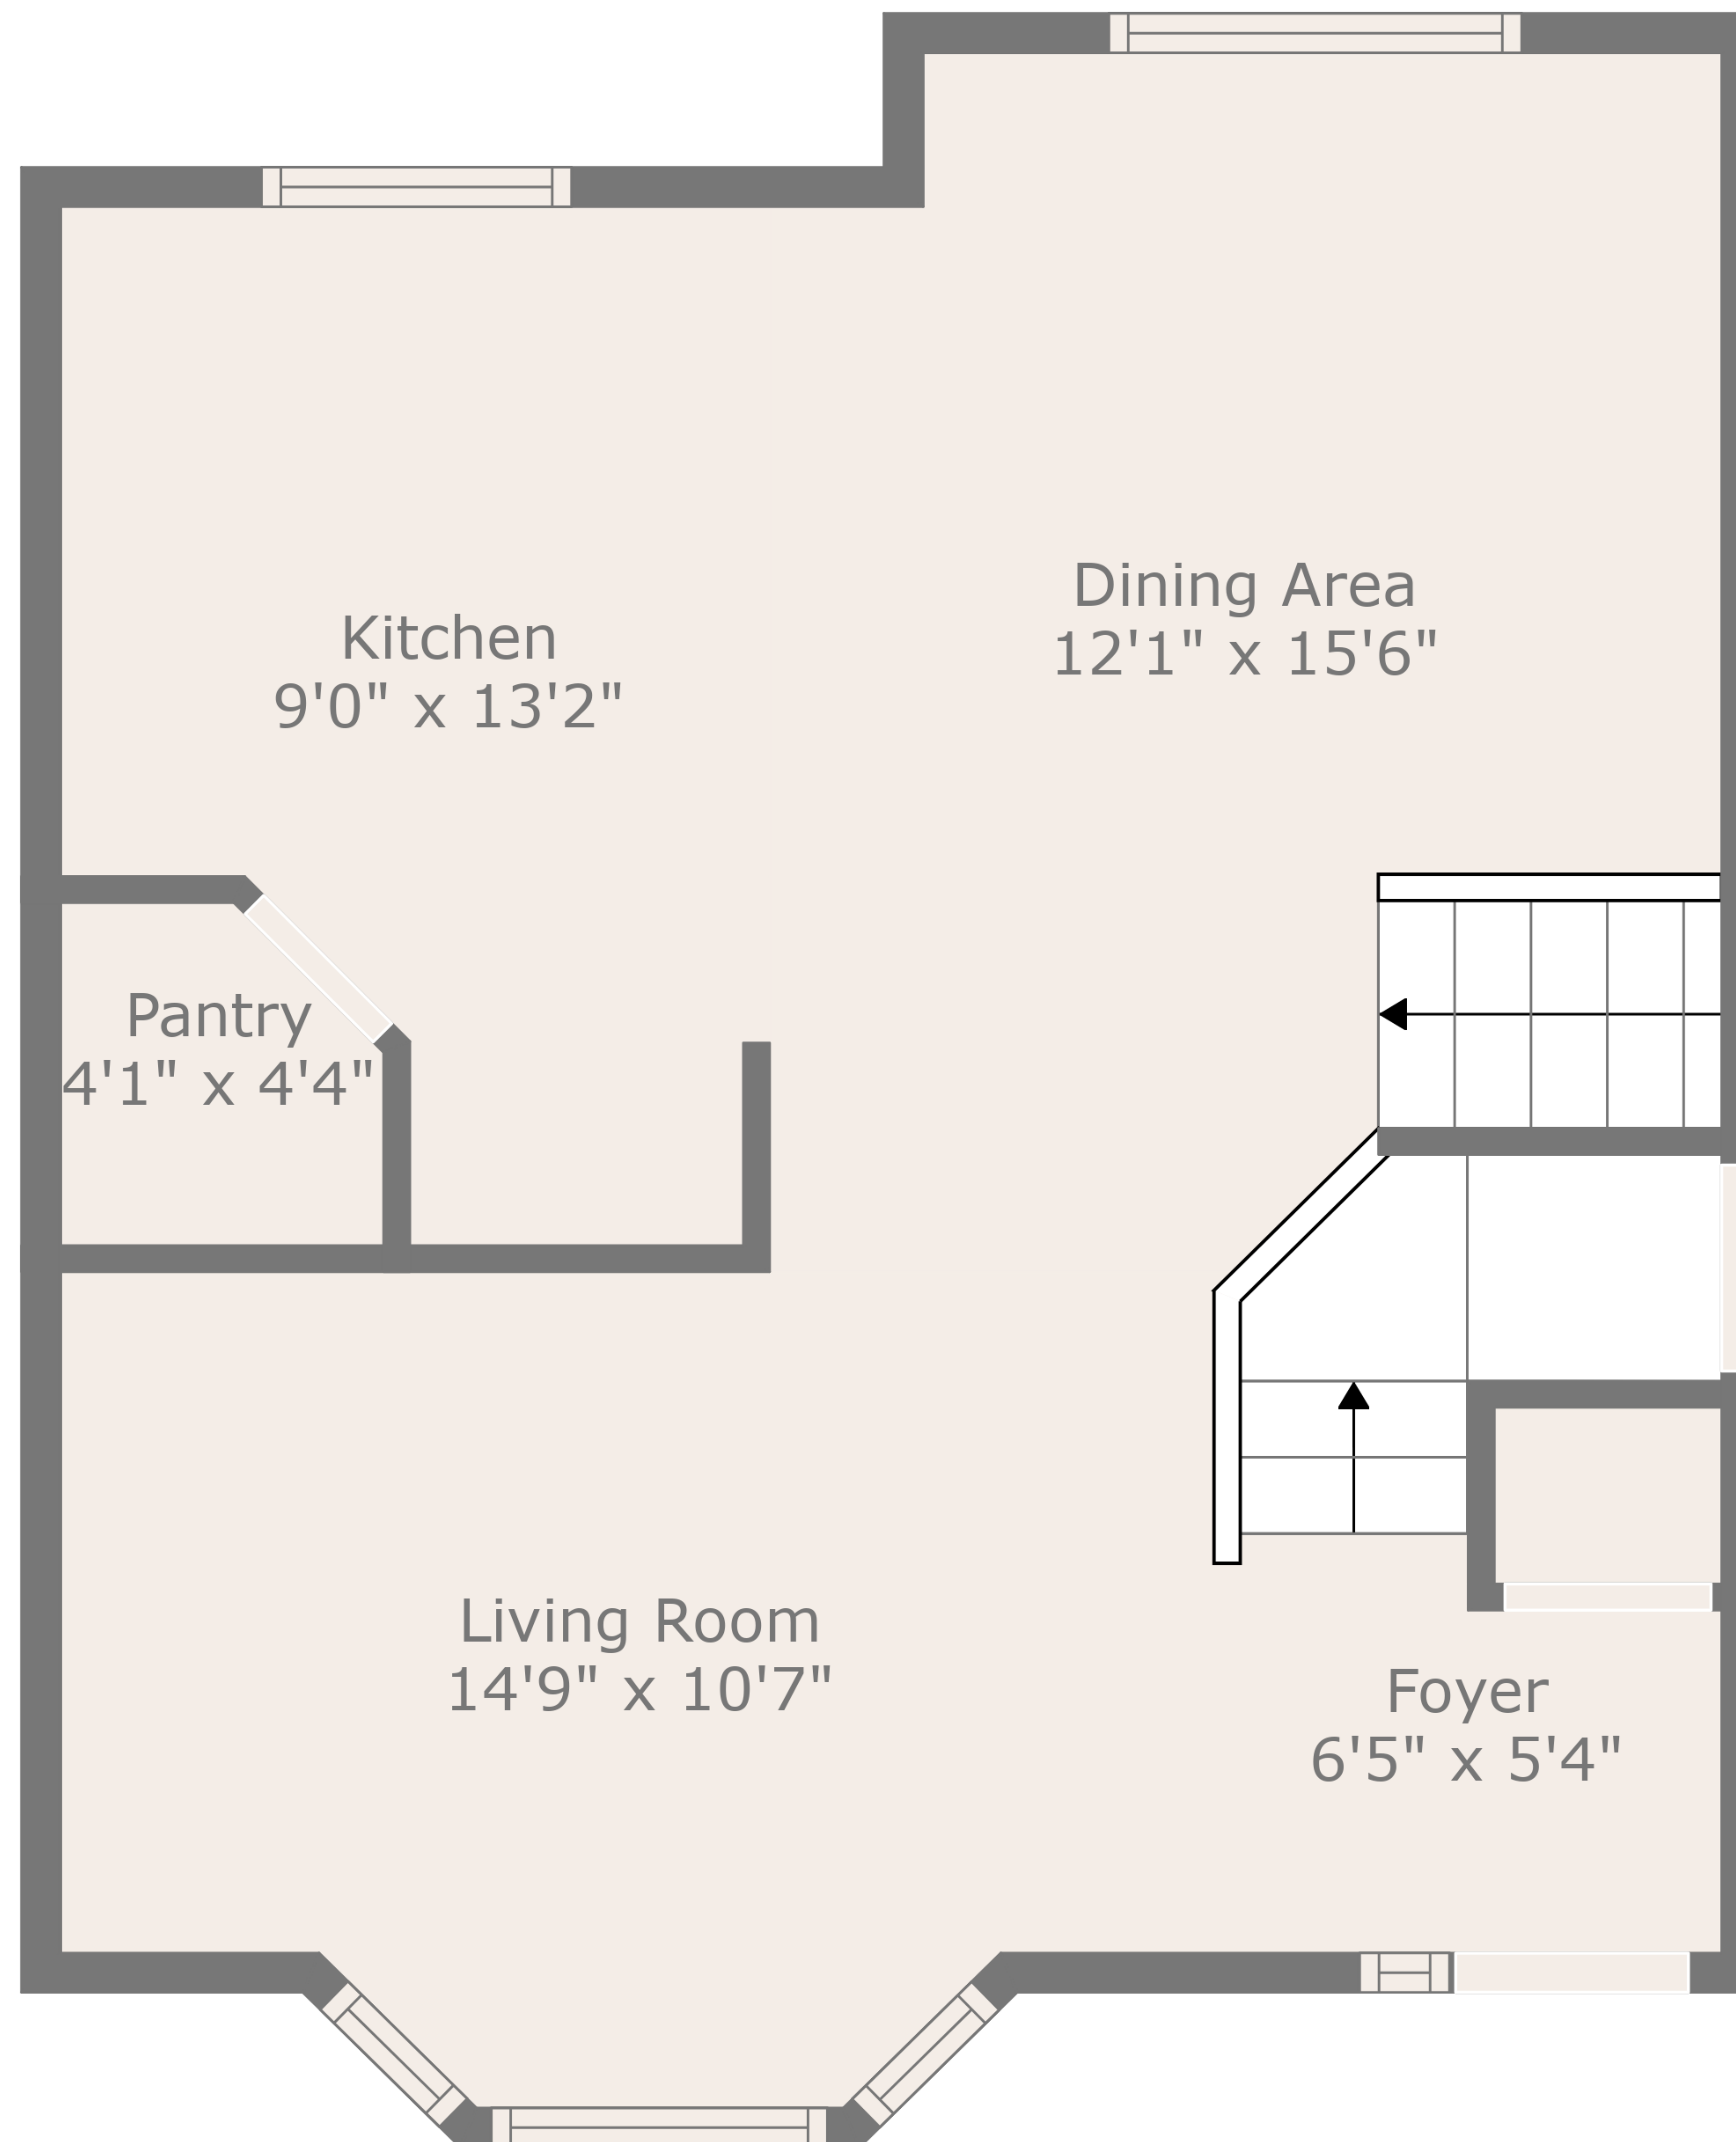 Dining Area
12'1" x 15'6"
Kitchen
9'0" x 13'2"
Pantry
4'1" x 4'4"
Living Room
14'9" x 10'7"
Foyer
6'5" x 5'4"